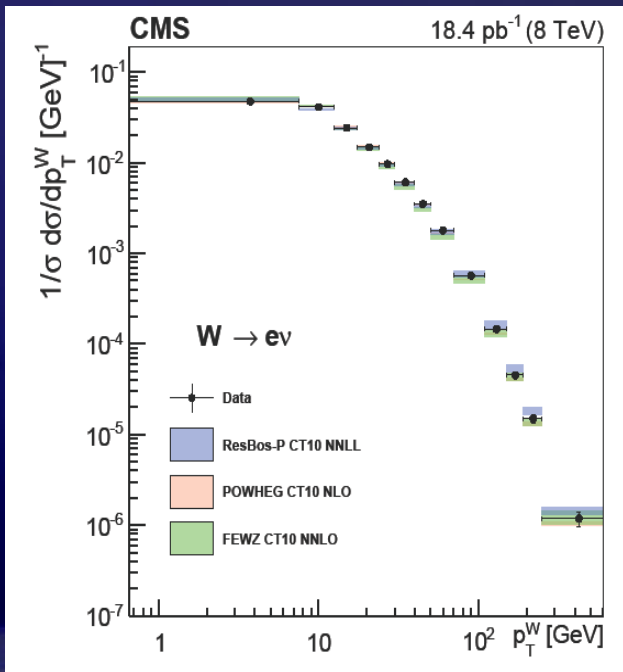 CMS 18.4 pb⁻¹ (8 TeV)
1/σ dσ/dp_T^W [GeV]⁻¹
10⁻¹
10⁻²
10⁻³
10⁻⁴
10⁻⁵
10⁻⁶
10⁻⁷
W → eν
Data
ResBos-P CT10 NNLL
POWHEG CT10 NLO
FEWZ CT10 NNLO
1 10 10² p_T^W [GeV]